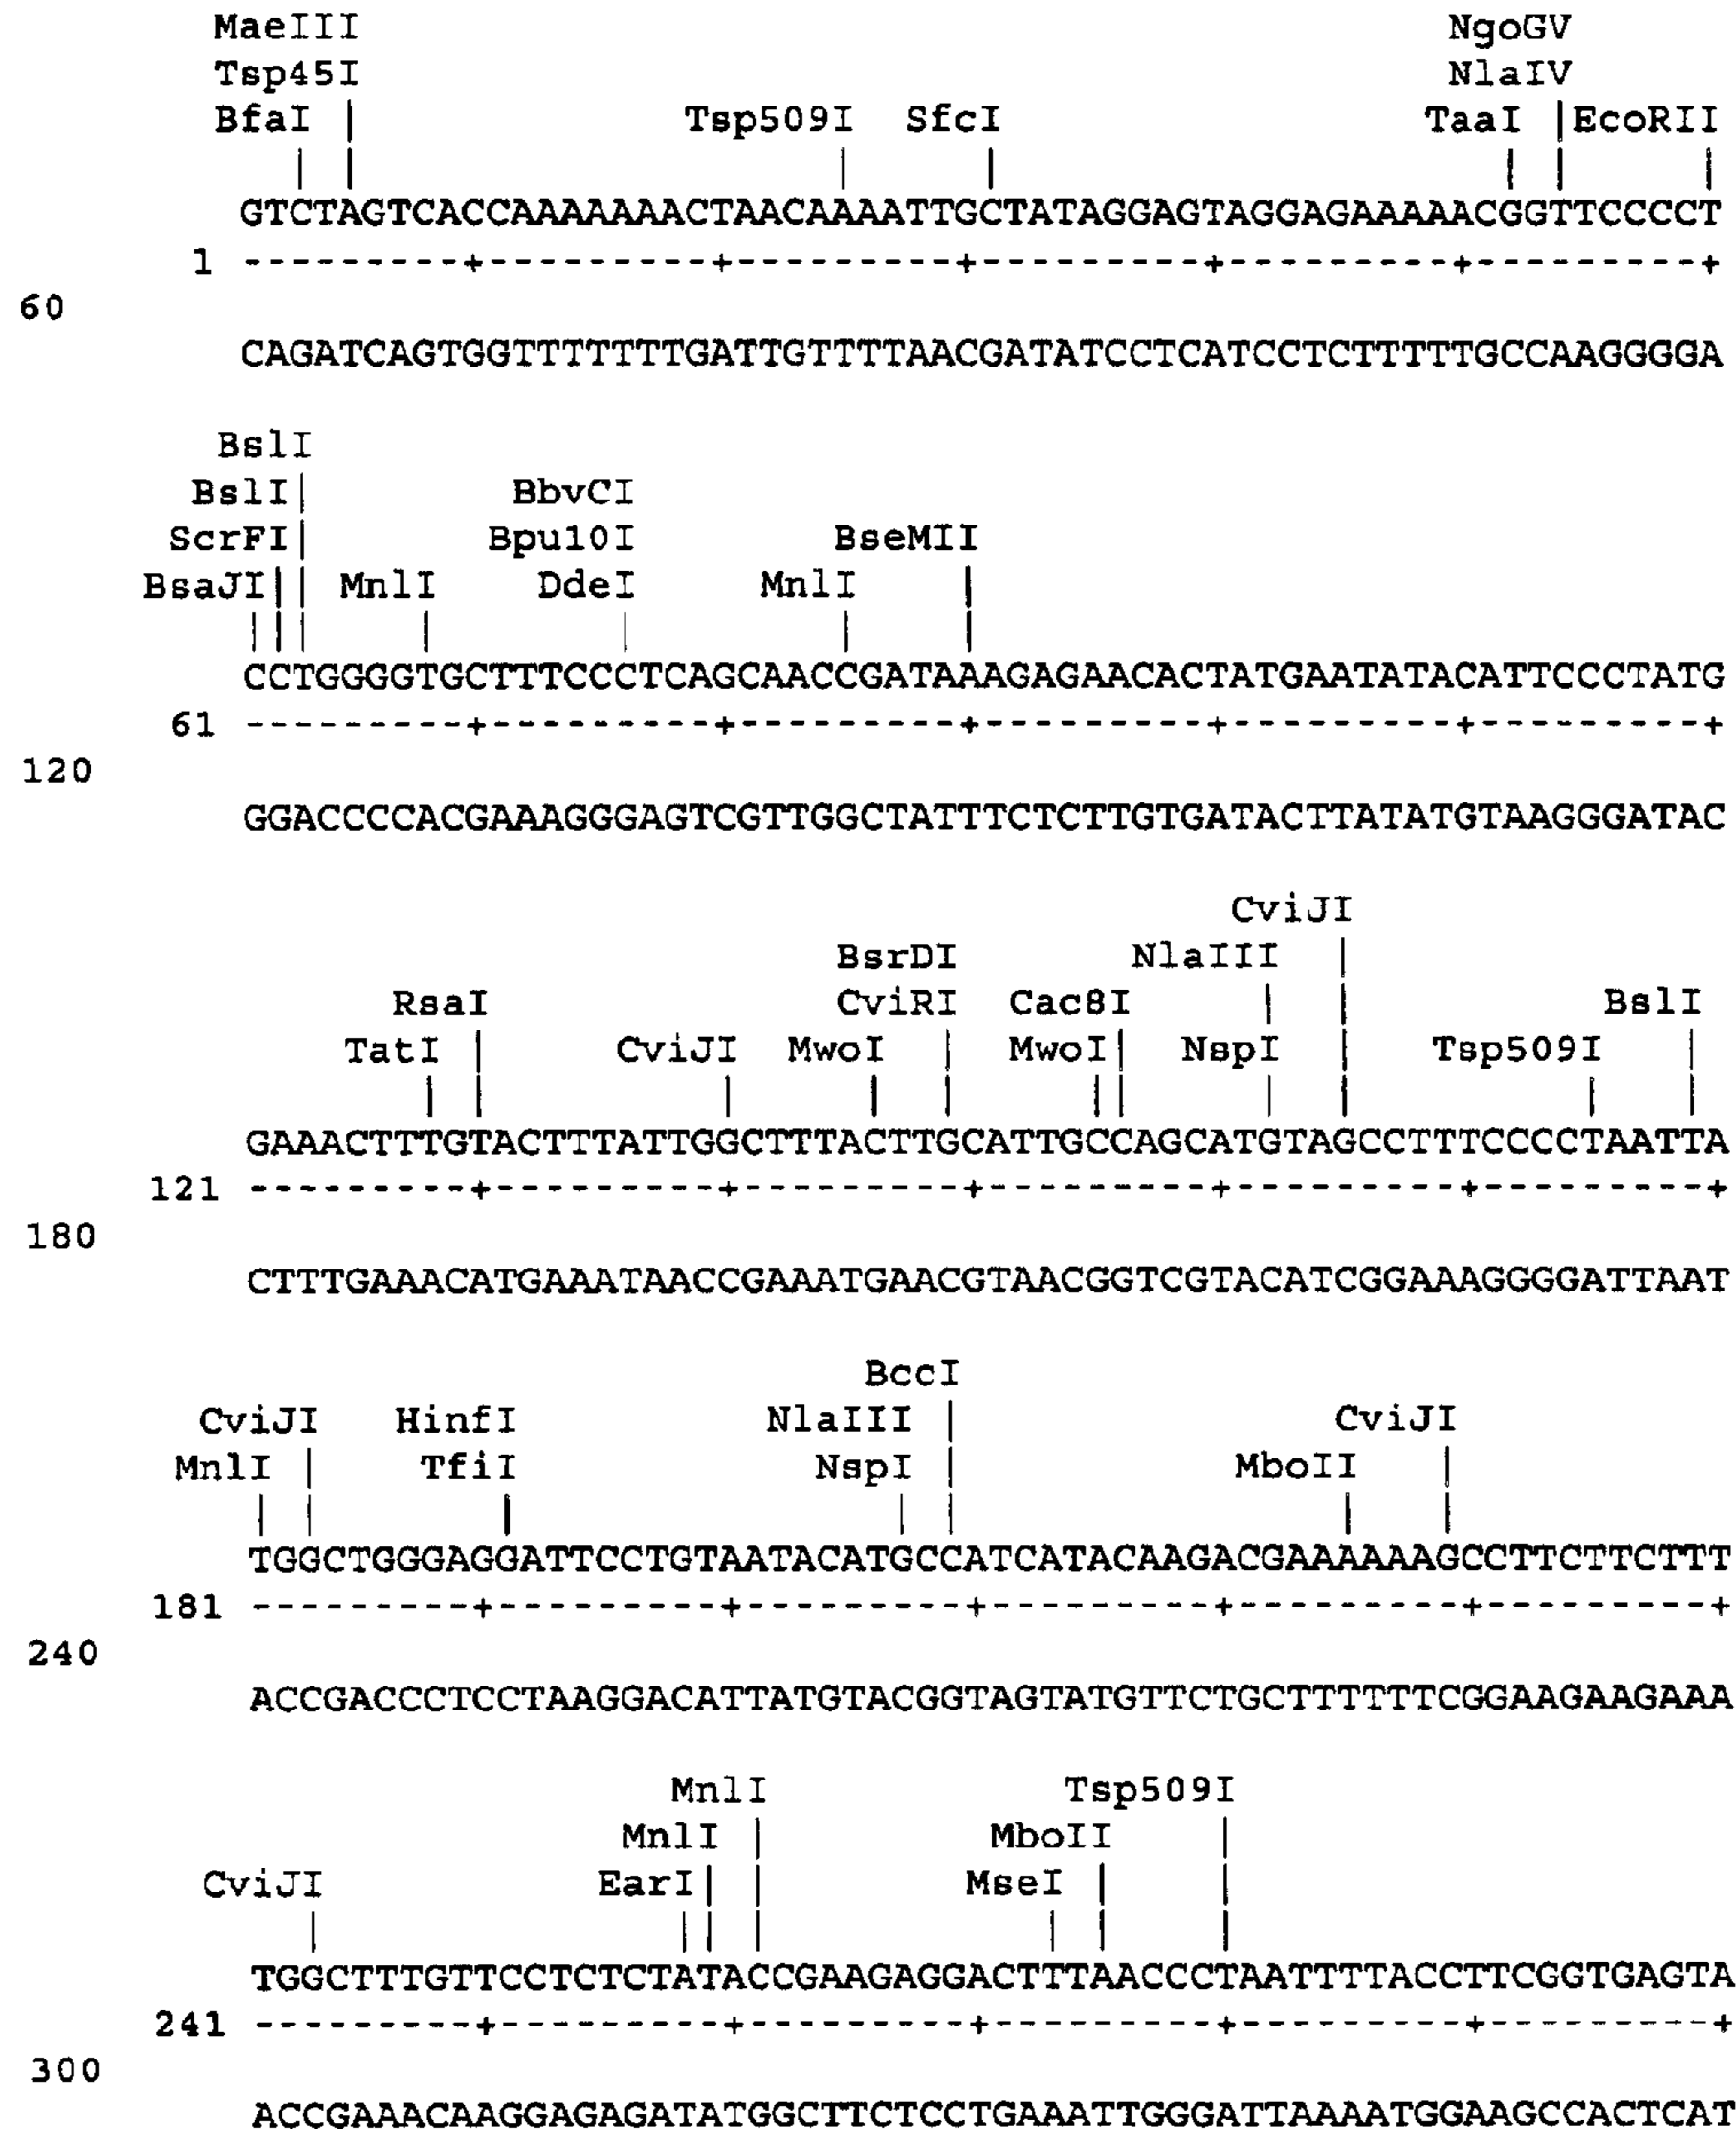 MaeIII NgoGV
Tsp45I NlaIV
BfaI Tsp509I SfcI TaaI EcoRII
GTCTAGTCACCAAAAAAACTAACAAAATTGCTATAGGAGTAGGAGAAAAACGGTTCCCCT
1 ---------+---------+---------+---------+---------+---------+
60
CAGATCAGTGGTTTTTTTGATTGTTTTAACGATATCCTCATCCTCTTTTTGCCAAGGGGA
BslI
BslI BbvCI
ScrFI Bpu10I BseMII
BsaJI MnlI DdeI MnlI
CCTGGGGTGCTTTCCCTCAGCAACCGATAAAGAGAACACTATGAATATACATTCCCTATG
61 ---------+---------+---------+---------+---------+---------+
120
GGACCCCACGAAAGGGAGTCGTTGGCTATTTCTCTTGTGATACTTATATGTAAGGGATAC
CviJI
BsrDI NlaIII
RsaI CviRI Cac8I BslI
TatI CviJI MwoI MwoI NspI Tsp509I
GAAACTTTGTACTTTATTGGCTTTACTTGCATTGCCAGCATGTAGCCTTTCCCCTAATTA
121 ---------+---------+---------+---------+---------+---------+
180
CTTTGAAACATGAAATAACCGAAATGAACGTAACGGTCGTACATCGGAAAGGGGATTAAT
BccI
CviJI HinfI NlaIII CviJI
MnlI TfiI NspI MboII
TGGCTGGGAGGATTCCTGTAATACATGCCATCATACAAGACGAAAAAAGCCTTCTTCTTT
181 ---------+---------+---------+---------+---------+---------+
240
ACCGACCCTCCTAAGGACATTATGTACGGTAGTATGTTCTGCTTTTTTCGGAAGAAGAAA
MnlI Tsp509I
MnlI MboII
CviJI EarI MseI
TGGCTTTGTTCCTCTCTATACCGAAGAGGACTTTAACCCTAATTTTACCTTCGGTGAGTA
241 ---------+---------+---------+---------+---------+---------+
300
ACCGAAACAAGGAGAGATATGGCTTCTCCTGAAATTGGGATTAAAATGGAAGCCACTCAT